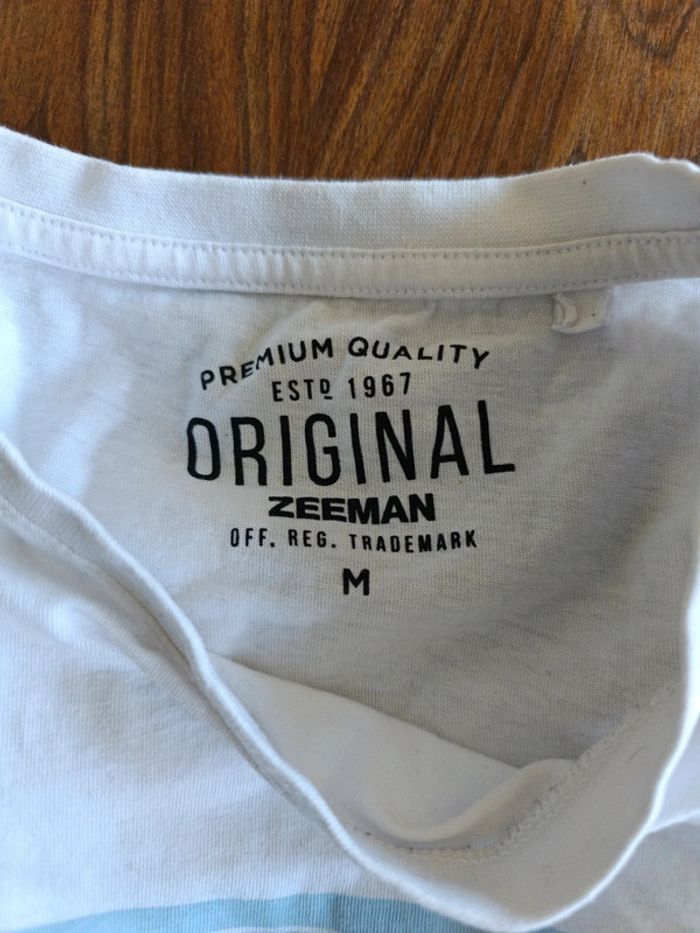 PREMIUM QUALITY
ESTD 1967
ORIGINAL
ZEEMAN
OFF. REG. TRADEMARK
M